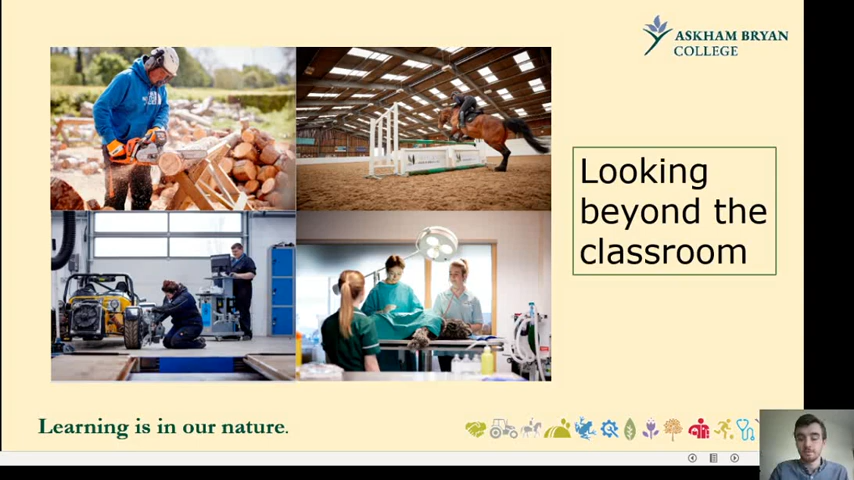 ASKHAM BRYAN
COLLEGE
Looking
beyond the
classroom
Learning is in our nature.